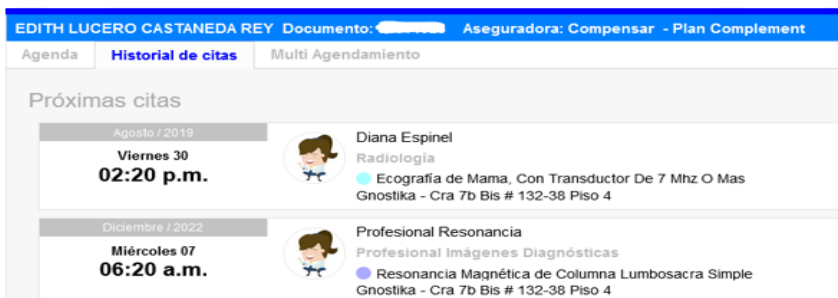 EDITH LUCERO CASTANEDA REY Documento: Aseguradora: Compensar - Plan Complement
Agenda Historial de citas Multi Agendamiento
Próximas citas
Agosto / 2019
Viernes 30
02:20 p.m.
Diana Espinel
Radiología
Ecografía de Mama, Con Transductor De 7 Mhz O Mas
Gnostika - Cra 7b Bis # 132-38 Piso 4
Diciembre / 2022
Miércoles 07
06:20 a.m.
Profesional Resonancia
Profesional Imágenes Diagnósticas
Resonancia Magnética de Columna Lumbosacra Simple
Gnostika - Cra 7b Bis # 132-38 Piso 4